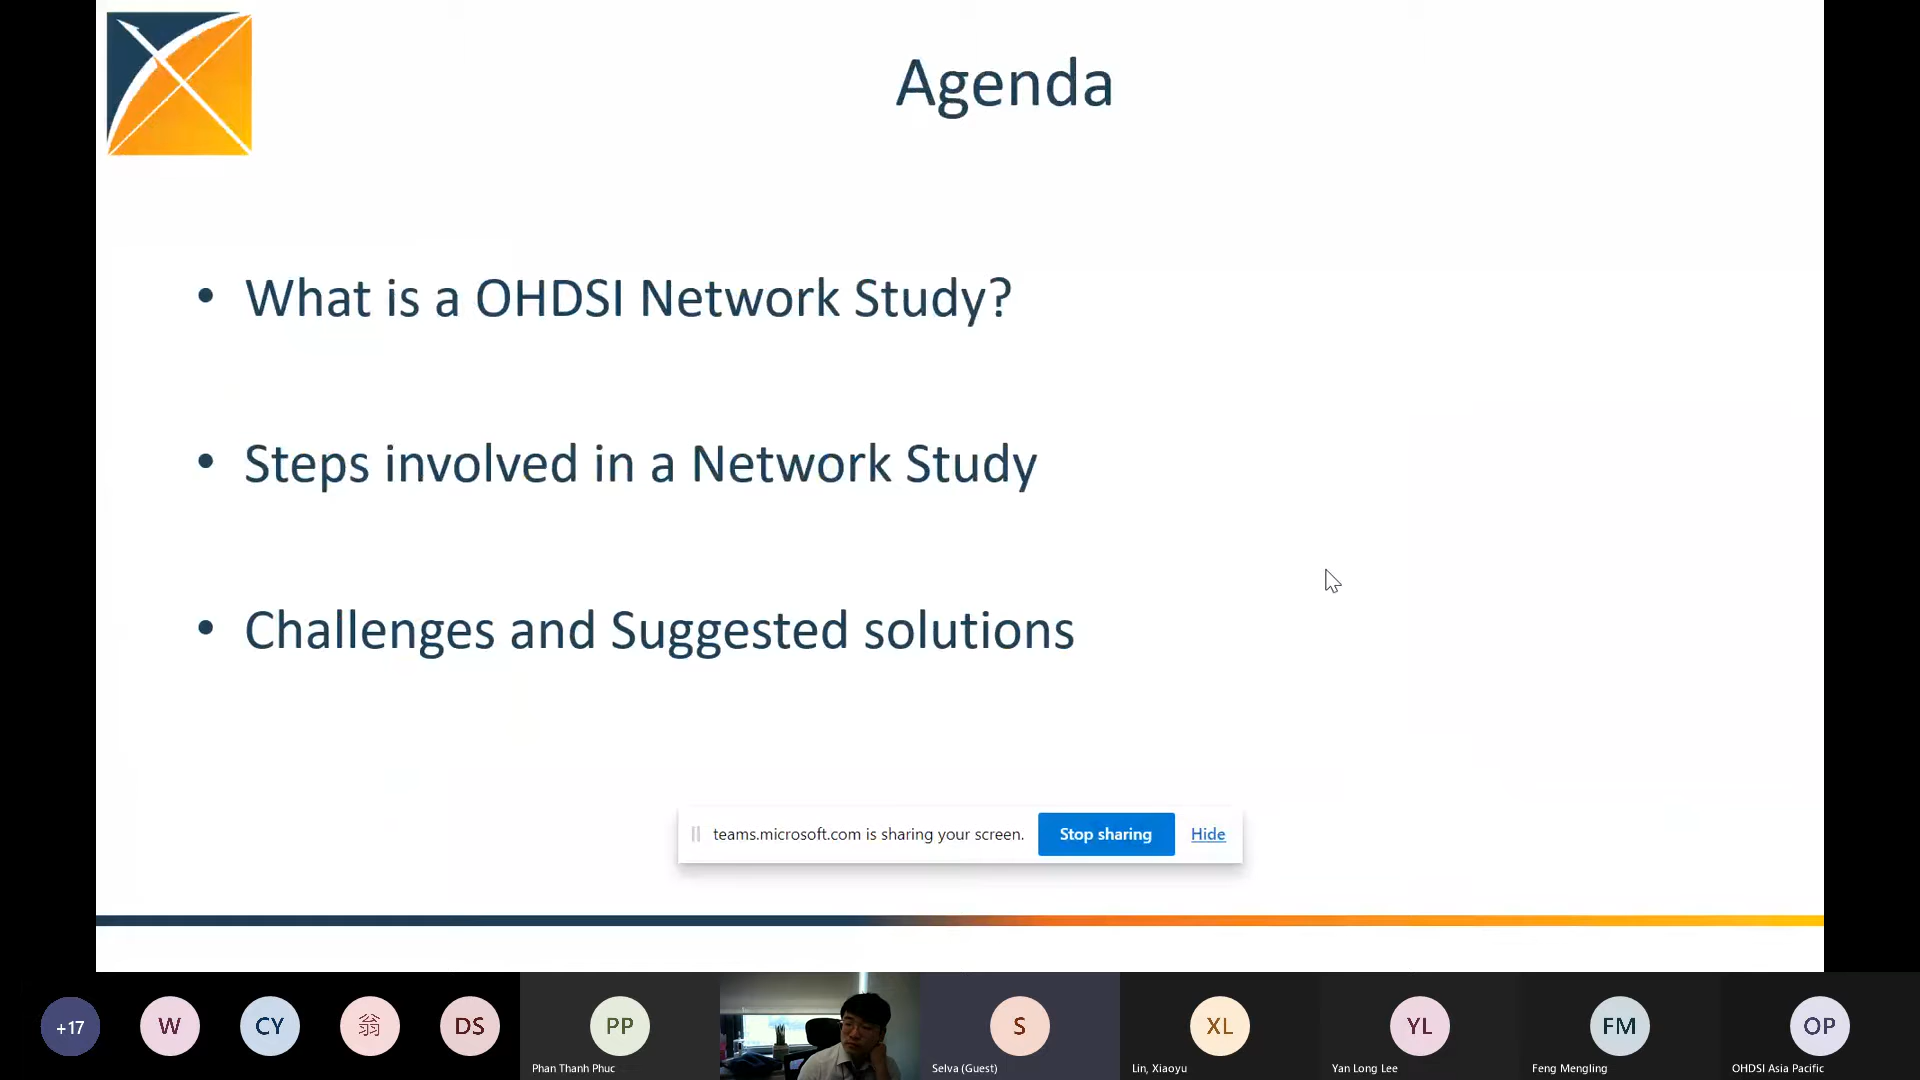 Agenda
• What is a OHDSI Network Study?
• Steps involved in a Network Study
• Challenges and Suggested solutions
teams.microsoft.com is sharing your screen. Stop sharing Hide
+17 W CY 翁 DS PP S XL YL FM OP
Phan Thanh Phuc Selva (Guest) Lin, Xiaoyu Yan Long Lee Feng Mengling OHDSI Asia Pacific